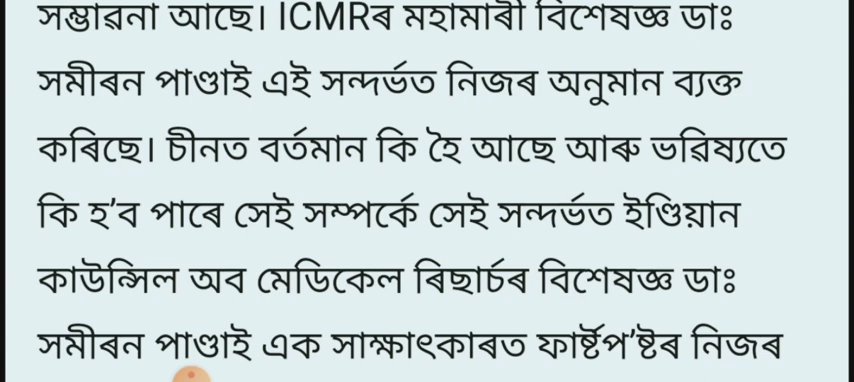 সম্ভাৱনা আছে। ICMRৰ মহামাৰী বিশেষজ্ঞ ডাঃ
সমীৰন পাণ্ডাই এই সন্দৰ্ভত নিজৰ অনুমান ব্যক্ত
কৰিছে। চীনত বৰ্তমান কি হৈ আছে আৰু ভৱিষ্যতে
কি হ’ব পাৰে সেই সম্পৰ্কে সেই সন্দৰ্ভত ইণ্ডিয়ান
কাউন্সিল অব মেডিকেল ৰিছাৰ্চৰ বিশেষজ্ঞ ডাঃ
সমীৰন পাণ্ডাই এক সাক্ষাৎকাৰত ফাৰ্ষ্টপ’ষ্টৰ নিজৰ